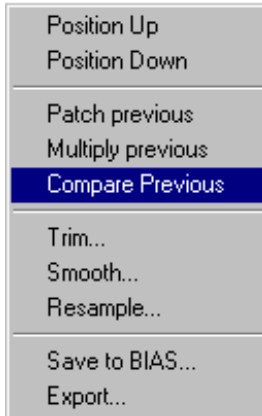 Position Up
Position Down
Patch previous
Multiply previous
Compare Previous
Trim...
Smooth...
Resample...
Save to BIAS...
Export...